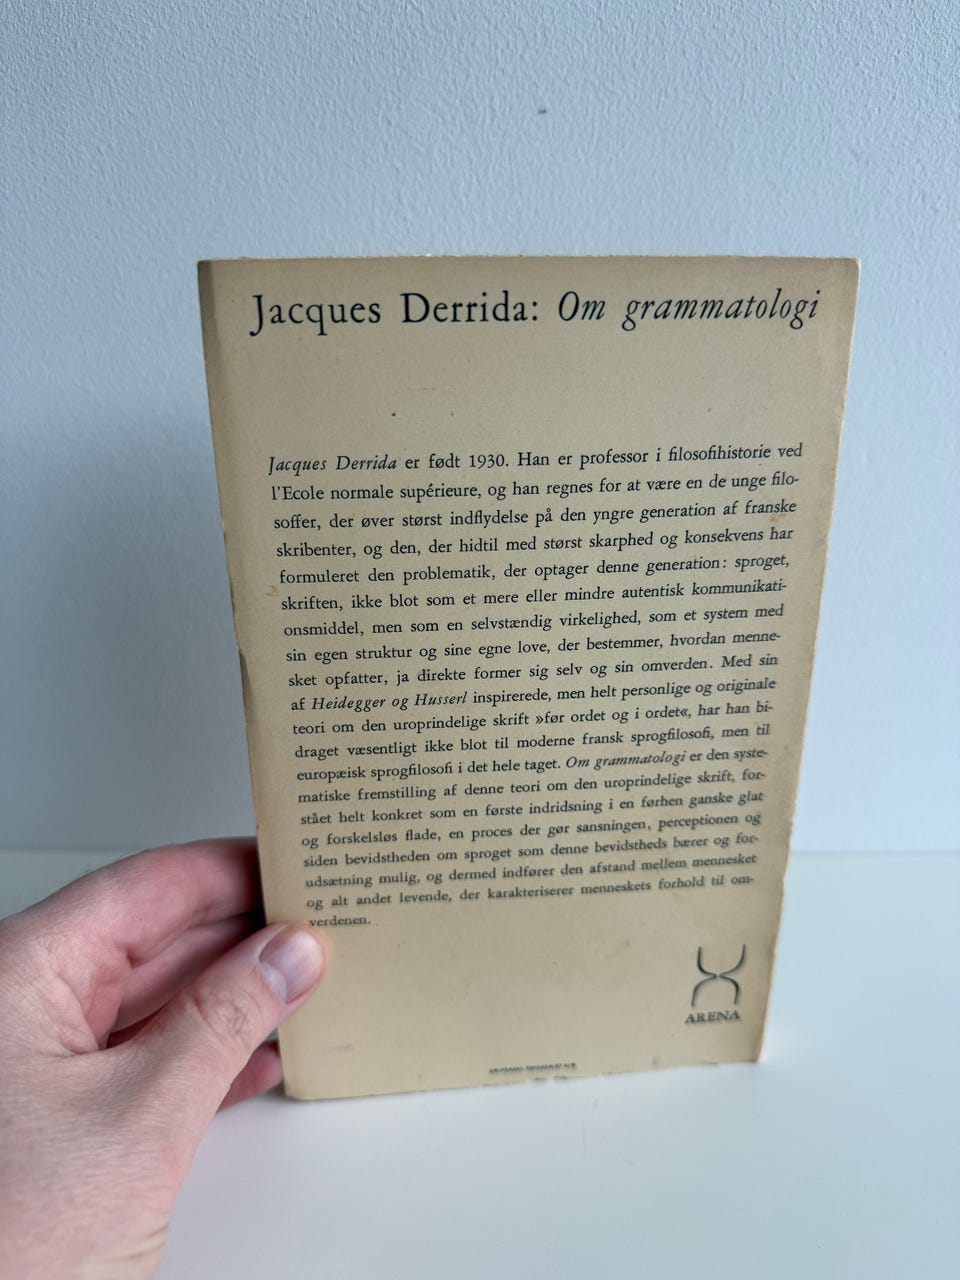 Jacques Derrida: Om grammatologi
Jacques Derrida er født 1930. Han er professor i filosofihistorie ved
l'Ecole normale supérieure, og han regnes for at være en de unge filo-
soffer, der øver størst indflydelse på den yngre generation af franske
skribenter, og den, der hidtil med størst skarphed og konsekvens har
formuleret den problematik, der optager denne generation: sproget,
skriften, ikke blot som et mere eller mindre autentisk kommunikati-
onsmiddel, men som en selvstændig virkelighed, som et system med
sin egen struktur og sine egne love, der bestemmer, hvordan menne-
sket opfatter, ja direkte former sig selv og sin omverden. Med sin
af Heidegger og Husserl inspirerede, men helt personlige og originale
teori om den uroprindelige skrift »før ordet og i ordet«, har han bi-
draget væsentligt ikke blot til moderne fransk sprogfilosofi, men til
europæisk sprogfilosofi i det hele taget. Om grammatologi er den syste-
matiske fremstilling af denne teori om den uroprindelige skrift, for-
stået helt konkret som en første indridsning i en førhen ganske glat
og forskelsløs flade, en proces der gør sansningen, perceptionen og
siden bevidstheden om sproget som denne bevidstheds bærer og for-
udsætning mulig, og dermed indfører den afstand mellem mennesket
og alt andet levende, der karakteriserer menneskets forhold til om-
verdenen.
ARENA